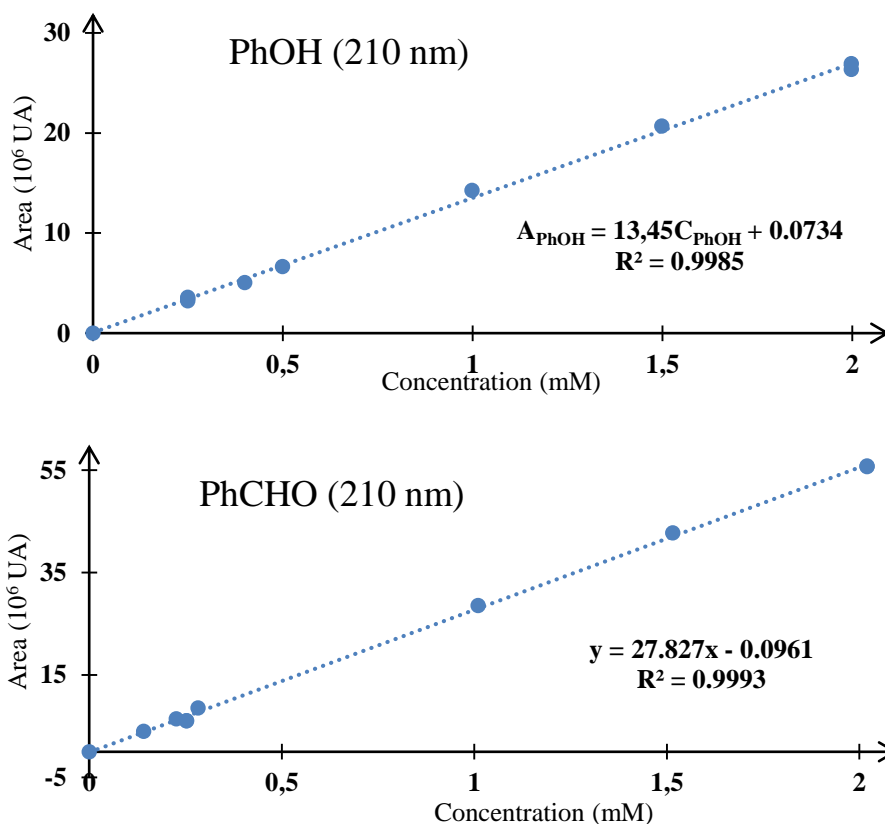 PhOH (210 nm)
Area (10⁶ UA)
30
20
10
0
A_PhOH = 13,45C_PhOH + 0.0734
R² = 0.9985
0 0,5 1 1,5 2
Concentration (mM)
PhCHO (210 nm)
Area (10⁶ UA)
55
35
15
-5
y = 27.827x - 0.0961
R² = 0.9993
0 0,5 1 1,5 2
Concentration (mM)